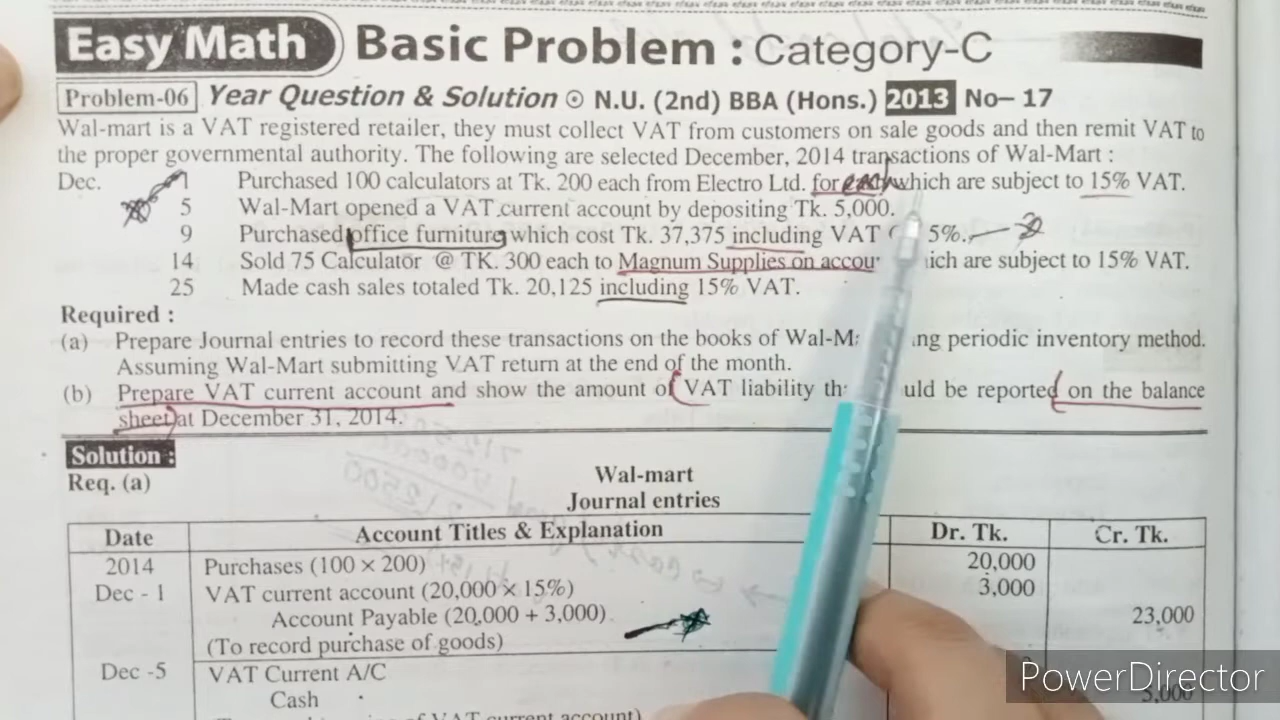 Easy Math Basic Problem : Category-C
Problem-06 Year Question & Solution ⊙ N.U. (2nd) BBA (Hons.) 2013 No– 17
Wal-mart is a VAT registered retailer, they must collect VAT from customers on sale goods and then remit VAT to
the proper governmental authority. The following are selected December, 2014 transactions of Wal-Mart :
Dec. 1 Purchased 100 calculators at Tk. 200 each from Electro Ltd. for which are subject to 15% VAT.
5 Wal-Mart opened a VAT current account by depositing Tk. 5,000.
9 Purchased office furniture which cost Tk. 37,375 including VAT 5%.
14 Sold 75 Calculator @ TK. 300 each to Magnum Supplies on accou ich are subject to 15% VAT.
25 Made cash sales totaled Tk. 20,125 including 15% VAT.
Required :
(a) Prepare Journal entries to record these transactions on the books of Wal-M ing periodic inventory method.
Assuming Wal-Mart submitting VAT return at the end of the month.
(b) Prepare VAT current account and show the amount of VAT liability th uld be reported on the balance
sheet at December 31, 2014.
Solution :
Req. (a) Wal-mart
Journal entries
Date Account Titles & Explanation Dr. Tk. Cr. Tk.
2014 Purchases (100 × 200) 20,000
Dec - 1 VAT current account (20,000 × 15%) 3,000
Account Payable (20,000 + 3,000) 23,000
(To record purchase of goods)
Dec -5 VAT Current A/C
Cash 5,000
VAT current account)
PowerDirector